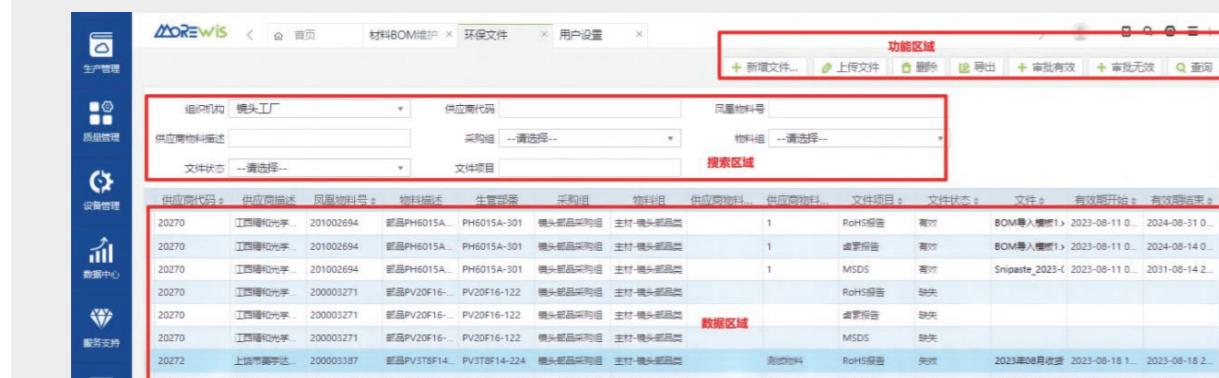 MOREWIS 首页 材料BOM维护 × 环保文件 × 用户设置 ×
功能区域
新增文件... 上传文件 删除 导出 审批有效 审批无效 查询
生产管理
质量管理
设备管理
数据中心
服务支持
组织机构 镜头工厂 供应商代码 凤凰物料号
供应商物料描述 采购组 --请选择-- 物料组 --请选择--
文件状态 --请选择-- 文件项目 搜索区域
供应商代码 供应商描述 凤凰物料号 物料描述 生管部番 采购组 物料组 供应商物料... 供应商物料... 文件项目 文件状态 文件 有效期开始 有效期结束
20270 江西曙和光学... 201002694 部品PH6015A... PH6015A-301 镜头部品采购组 主材-镜头部品类 1 RoHS报告 有效 BOM导入模板1.x 2023-08-11 0... 2024-08-31 0...
20270 江西曙和光学... 201002694 部品PH6015A... PH6015A-301 镜头部品采购组 主材-镜头部品类 1 卤素报告 有效 BOM导入模板1.x 2023-08-11 0... 2024-08-14 0...
20270 江西曙和光学... 201002694 部品PH6015A... PH6015A-301 镜头部品采购组 主材-镜头部品类 1 MSDS 有效 Snipaste_2023-( 2023-08-11 0... 2031-08-14 2...
20270 江西曙和光学... 200003271 部品PV20F16-... PV20F16-122 镜头部品采购组 主材-镜头部品类 RoHS报告 缺失
20270 江西曙和光学... 200003271 部品PV20F16-... PV20F16-122 镜头部品采购组 主材-镜头部品类 卤素报告 缺失
数据区域
20270 江西曙和光学... 200003271 部品PV20F16-... PV20F16-122 镜头部品采购组 主材-镜头部品类 MSDS 缺失
20272 上饶市 200003387 部品PV3T8F14... PV3T8F14-224 镜头部品采购组 主材-镜头部品类 测试物料 RoHS报告 失效 2023年08月收货 2023-08-18 1... 2023-08-18 2...